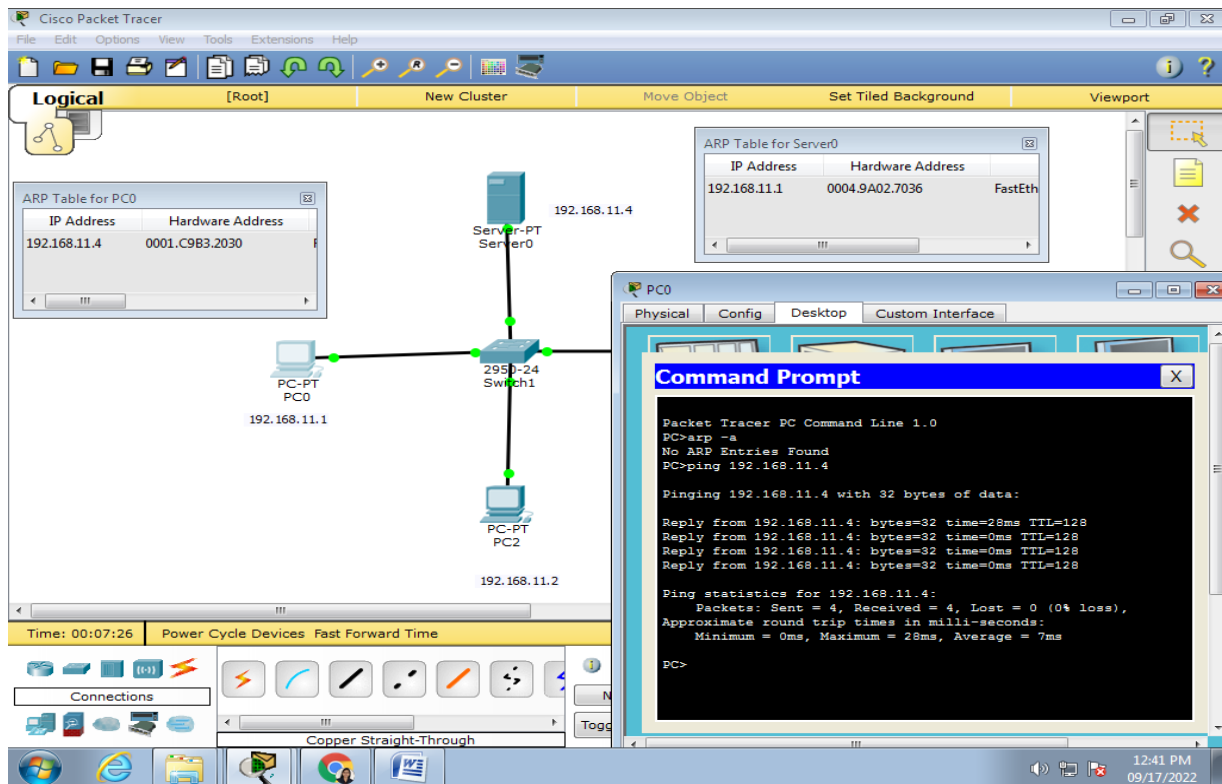 Cisco Packet Tracer
File Edit Options View Tools Extensions Help
Logical [Root] New Cluster Move Object Set Tiled Background Viewport
ARP Table for Server0
IP Address Hardware Address
192.168.11.1 0004.9A02.7036 FastEth
ARP Table for PC0
IP Address Hardware Address
192.168.11.4 0001.C9B3.2030
192.168.11.4
Server-PT
Server0
2950-24
Switch1
PC-PT
PC0
192.168.11.1
PC-PT
PC2
192.168.11.2
PC0
Physical Config Desktop Custom Interface
Command Prompt X
Packet Tracer PC Command Line 1.0
PC>arp -a
No ARP Entries Found
PC>ping 192.168.11.4
Pinging 192.168.11.4 with 32 bytes of data:
Reply from 192.168.11.4: bytes=32 time=28ms TTL=128
Reply from 192.168.11.4: bytes=32 time=0ms TTL=128
Reply from 192.168.11.4: bytes=32 time=0ms TTL=128
Reply from 192.168.11.4: bytes=32 time=0ms TTL=128
Ping statistics for 192.168.11.4:
Packets: Sent = 4, Received = 4, Lost = 0 (0% loss),
Approximate round trip times in milli-seconds:
Minimum = 0ms, Maximum = 28ms, Average = 7ms
PC>
Time: 00:07:26 Power Cycle Devices Fast Forward Time
Connections
N
Togg
Copper Straight-Through
12:41 PM
09/17/2022